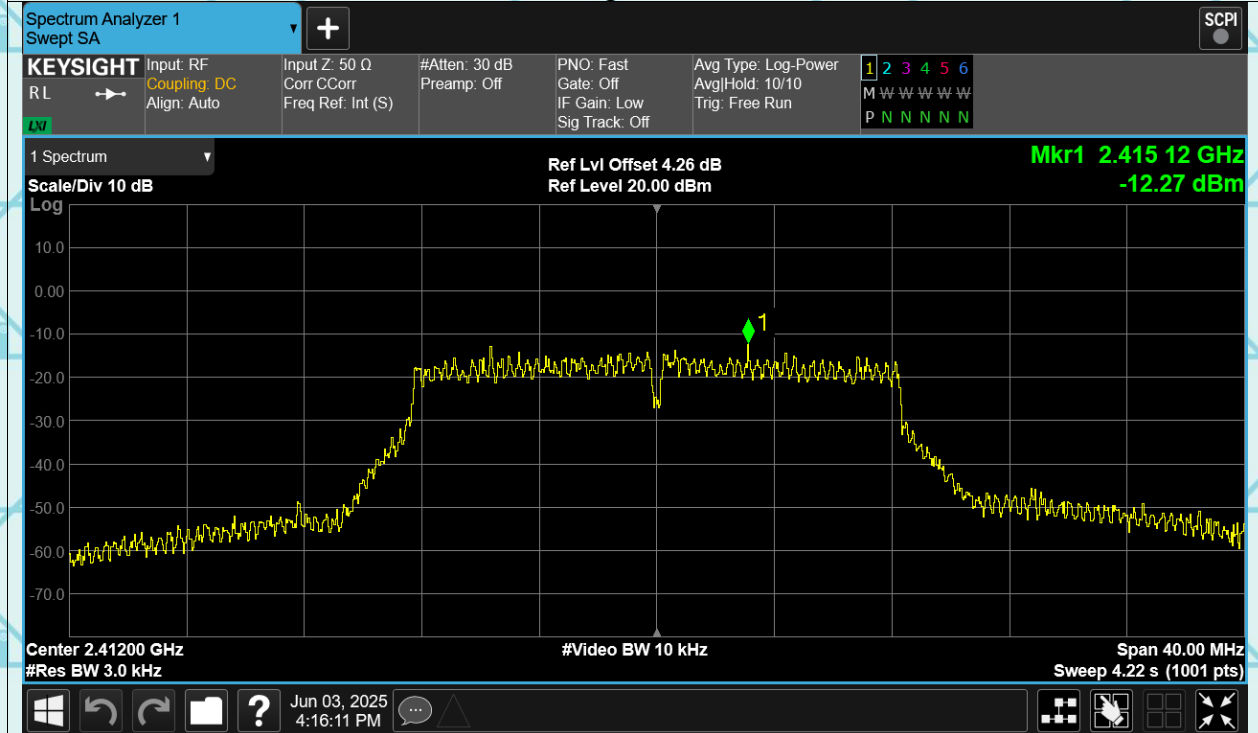 Spectrum Analyzer 1
Swept SA
SCPI
KEYSIGHT
R L
LXI
Input: RF
Coupling: DC
Align: Auto
Input Z: 50 Ω
Corr CCorr
Freq Ref: Int (S)
#Atten: 30 dB
Preamp: Off
PNO: Fast
Gate: Off
IF Gain: Low
Sig Track: Off
Avg Type: Log-Power
Avg|Hold: 10/10
Trig: Free Run
1 2 3 4 5 6
M W W W W W
P N N N N N
1 Spectrum
Scale/Div 10 dB
Log
Ref Lvl Offset 4.26 dB
Ref Level 20.00 dBm
Mkr1 2.415 12 GHz
-12.27 dBm
10.0
0.00
-10.0
-20.0
-30.0
-40.0
-50.0
-60.0
-70.0
1
Center 2.41200 GHz
#Res BW 3.0 kHz
#Video BW 10 kHz
Span 40.00 MHz
Sweep 4.22 s (1001 pts)
?
Jun 03, 2025
4:16:11 PM